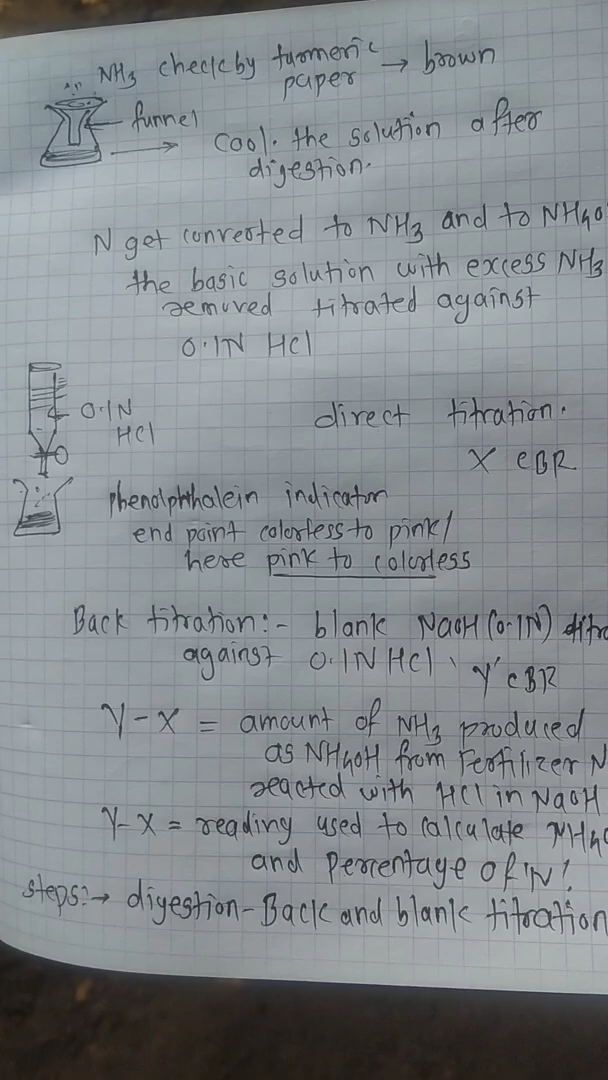 NH3 check by turmeric paper → brown
funnel
→ cool. the solution after digestion.
N get converted to NH3 and to NH4O
the basic solution with excess NH3
removed titrated against
0.1N HCl
0.1N HCl
direct titration.
X CBR
phenolphthalein indicator
end point colorless to pink/
here pink to colorless
Back titration:- blank NaOH (0.1N) titra
against 0.1N HCl. Y CBR
Y-X = amount of NH3 produced
as NH4OH from Fertilizer N
reacted with HCl in NaOH
Y-X = reading used to calculate NH4O
and percentage of 'N'.
steps:→ digestion-Back and blank titration